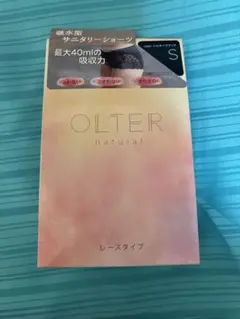 吸水型
サニタリーショーツ
最大40mlの
吸収力
S
OLTER
natural
レースタイプ